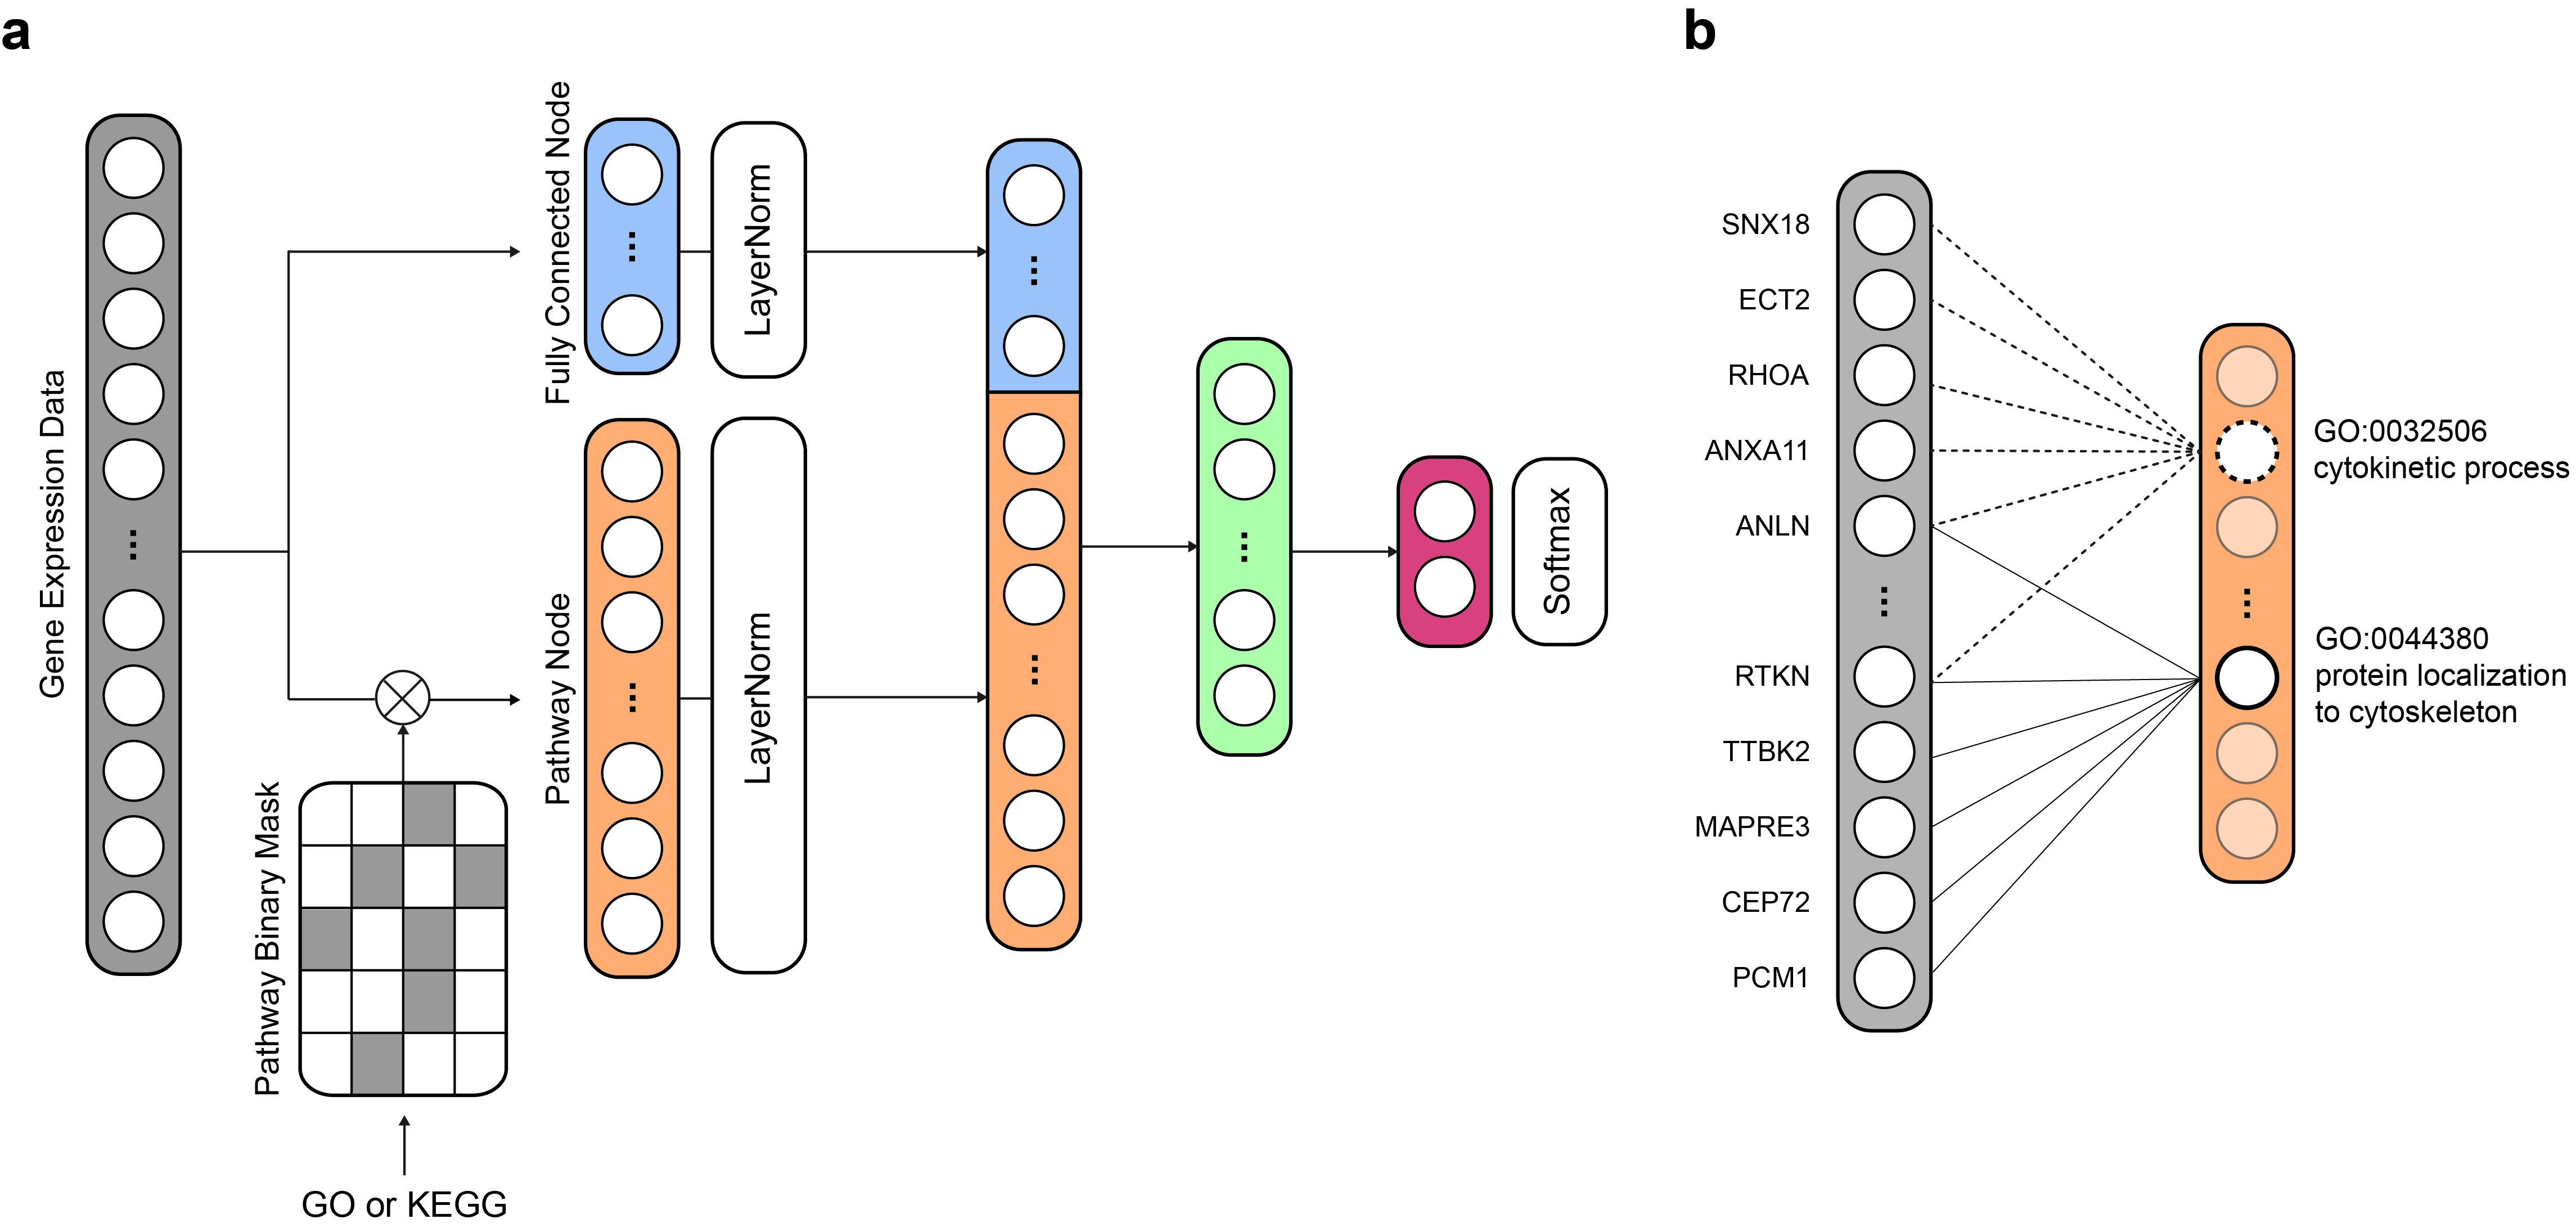 a
Gene Expression Data
Fully Connected Node
LayerNorm
Pathway Node
LayerNorm
Pathway Binary Mask
GO or KEGG
Softmax
b
SNX18
ECT2
RHOA
ANXA11
ANLN
RTKN
TTBK2
MAPRE3
CEP72
PCM1
GO:0032506
cytokinetic process
GO:0044380
protein localization
to cytoskeleton